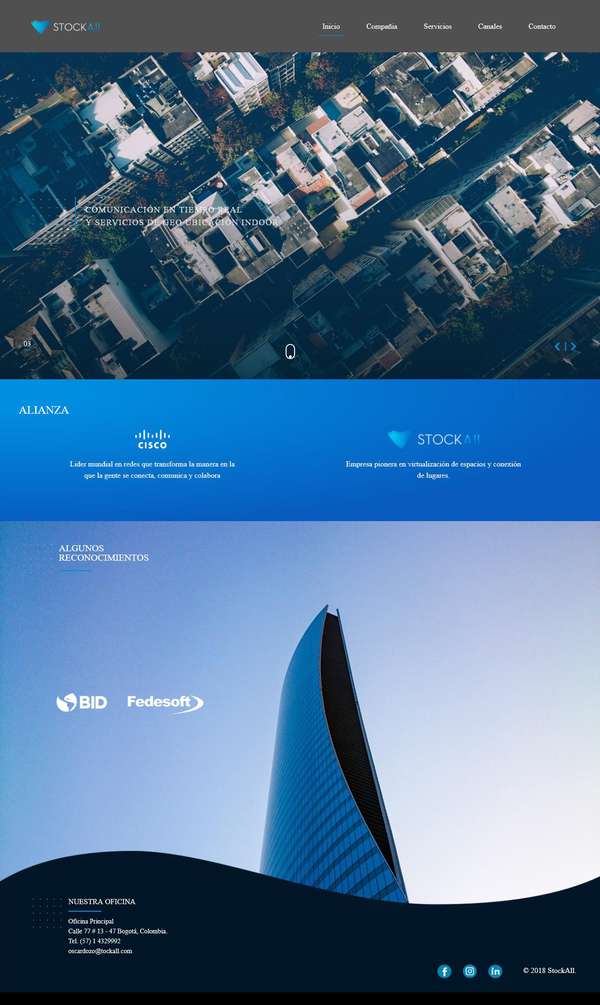 STOCKAll
Inicio Compañia Servicios Canales Contacto
COMUNICACIÓN EN TIEMPO REAL
Y SERVICIOS DE GEO UBICACIÓN INDOOR
03
ALIANZA
CISCO
Lider mundial en redes que transforma la manera en la
que la gente se conecta, comunica y colabora
STOCKAll
Empresa pionera en virtualización de espacios y conexión
de lugares.
ALGUNOS
RECONOCIMIENTOS
BID
Fedesoft
NUESTRA OFICINA
Oficina Principal
Calle 77 # 13 - 47 Bogotá, Colombia.
Tel. (57) 1 4329992
oscardozo@tockall.com
© 2018 StockAll.